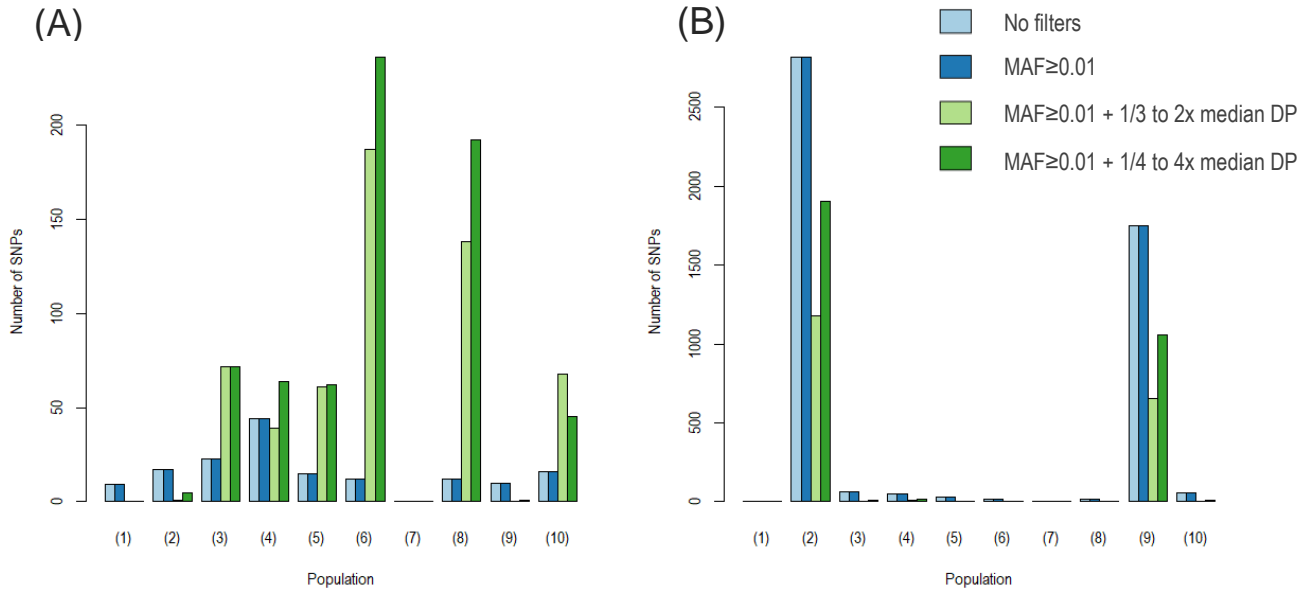 (A)
Number of SNPs
0
50
100
150
200
(1) (2) (3) (4) (5) (6) (7) (8) (9) (10)
Population
(B)
Number of SNPs
0
500
1000
1500
2000
2500
(1) (2) (3) (4) (5) (6) (7) (8) (9) (10)
Population
No filters
MAF≥0.01
MAF≥0.01 + 1/3 to 2x median DP
MAF≥0.01 + 1/4 to 4x median DP